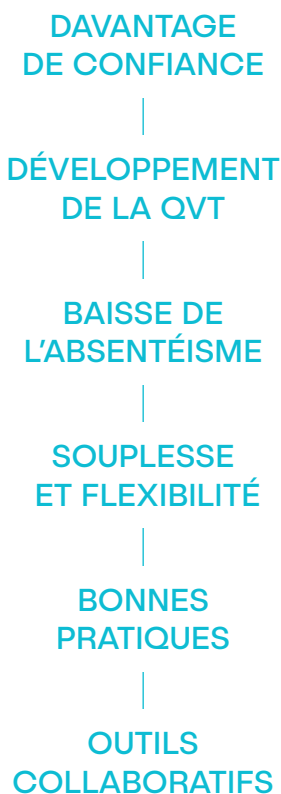 DAVANTAGE
DE CONFIANCE
DÉVELOPPEMENT
DE LA QVT
BAISSE DE
L'ABSENTÉISME
SOUPLESSE
ET FLEXIBILITÉ
BONNES
PRATIQUES
OUTILS
COLLABORATIFS